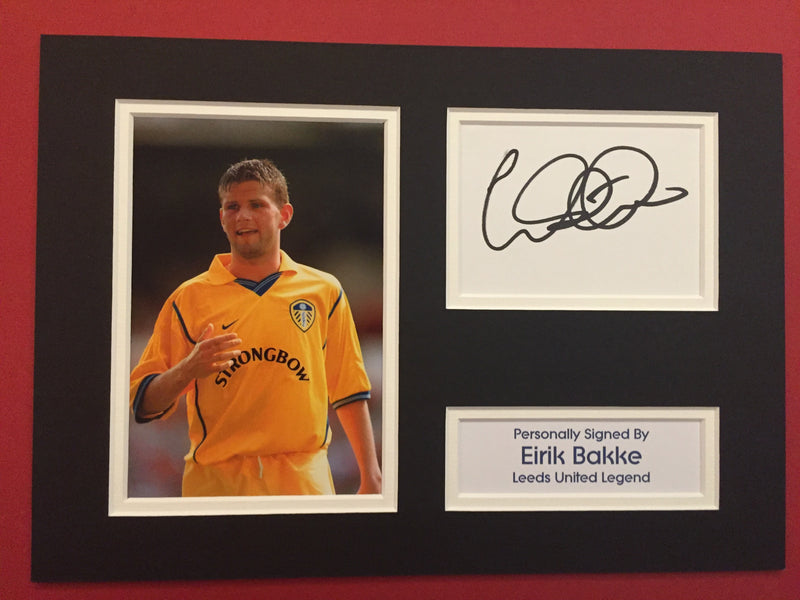 STRONGBOW
Personally Signed By
Eirik Bakke
Leeds United Legend